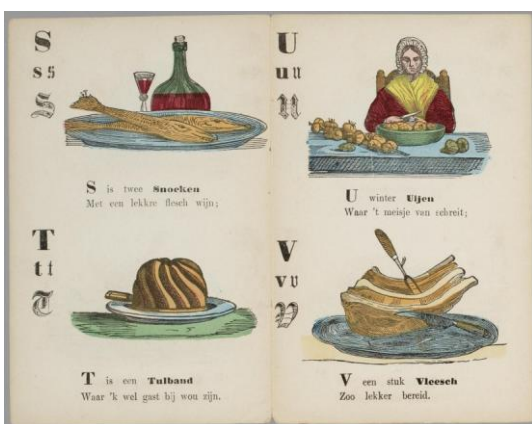 S
s s
S
S is twee Snoeken
Met een lekkre flesch wijn;
T
t t
T
T is een Tulband
Waar 'k wel gast bij wou zijn.
U
u u
U
U winter Uijen
Waar 't meisje van schreit;
V
v v
V
V een stuk Vleesch
Zoo lekker bereid.